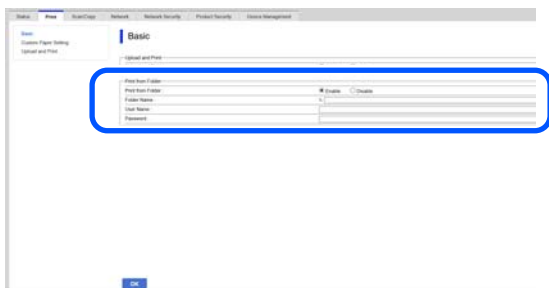 Status Print Scan/Copy Network Network Security Product Security Device Management
Basic
Custom Paper Setting
Upload and Print
Basic
Upload and Print
Print from Folder
Print from Folder Enable Disable
Folder Name
User Name
Password
OK